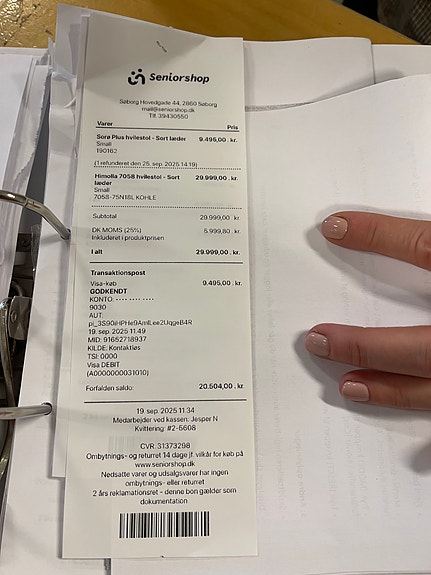 Seniorshop
Søborg Hovedgade 44, 2860 Søborg
mail@seniorshop.dk
Tlf. 39430550
Varer Pris
Sorø Plus hvilestol - Sort læder 9.495,00 . kr.
Small
190162
(1 refunderet den 25. sep. 2025 14.19)
Himolla 7058 hvilestol - Sort 29.999,00 . kr.
læder
Small
7058-75N18L KOHLE
Subtotal 29.999,00 . kr.
DK MOMS (25%) 5.999,80 . kr.
Inkluderet i produktprisen
I alt 29.999,00 . kr.
Transaktionspost
Visa-køb 9.495,00 . kr.
GODKENDT
KONTO: •••• •••• ••••
9030
AUT:
19. sep. 2025 11.49
MID: 91652718937
KILDE: Kontaktløs
TSI: 0000
Visa DEBIT
(A0000000031010)
Forfalden saldo: 20.504,00 . kr.
19. sep. 2025 11.34
Medarbejder ved kassen: Jesper N
Kvittering: #2-6608
CVR 31373298
Ombytnings- og returret 14 dage jf. vilkår for køb på
www.seniorshop.dk
Nedsatte varer og udsalgsvarer har ingen
ombytnings- eller returret
2 års reklamationsret - denne bon gælder som
dokumentation